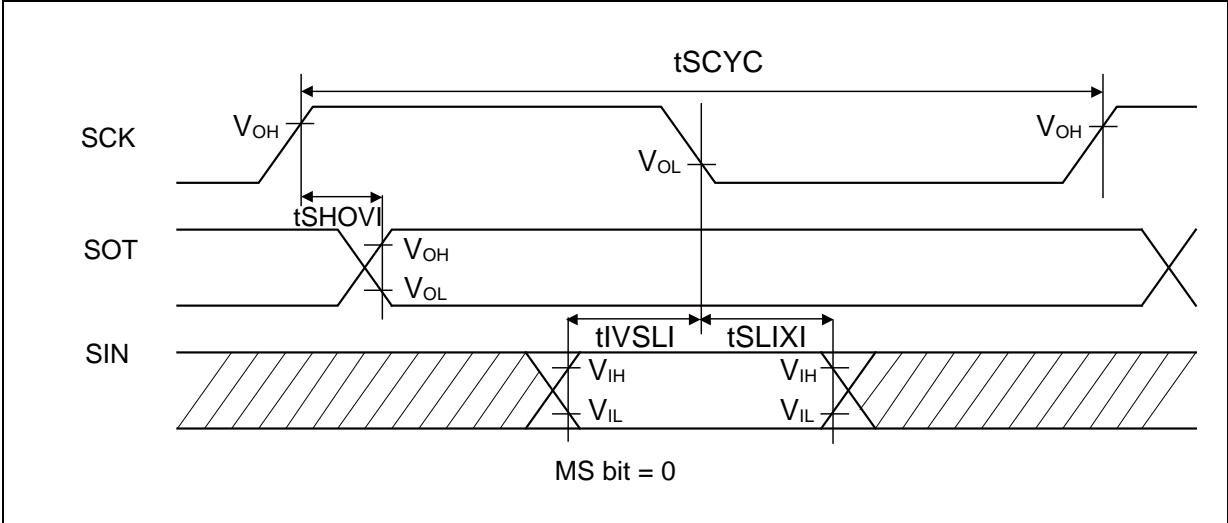 tSCYC
SCK
VOH
VOL
VOH
tSHOVI
SOT
VOH
VOL
tIVSLI
tSLIXI
SIN
VIH
VIH
VIL
VIL
MS bit = 0